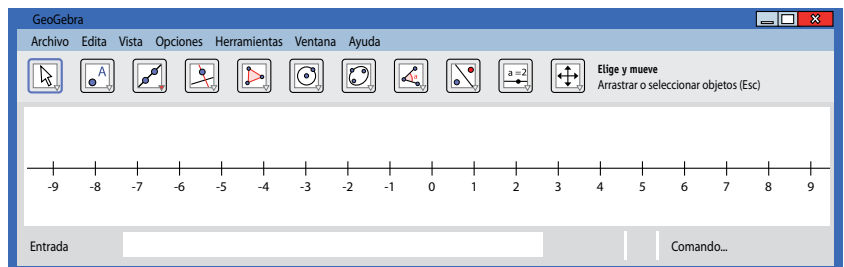 GeoGebra
Archivo Edita Vista Opciones Herramientas Ventana Ayuda
A a a=2 Elige y mueve
Arrastrar o seleccionar objetos (Esc)
-9 -8 -7 -6 -5 -4 -3 -2 -1 0 1 2 3 4 5 6 7 8 9
Entrada Comando...